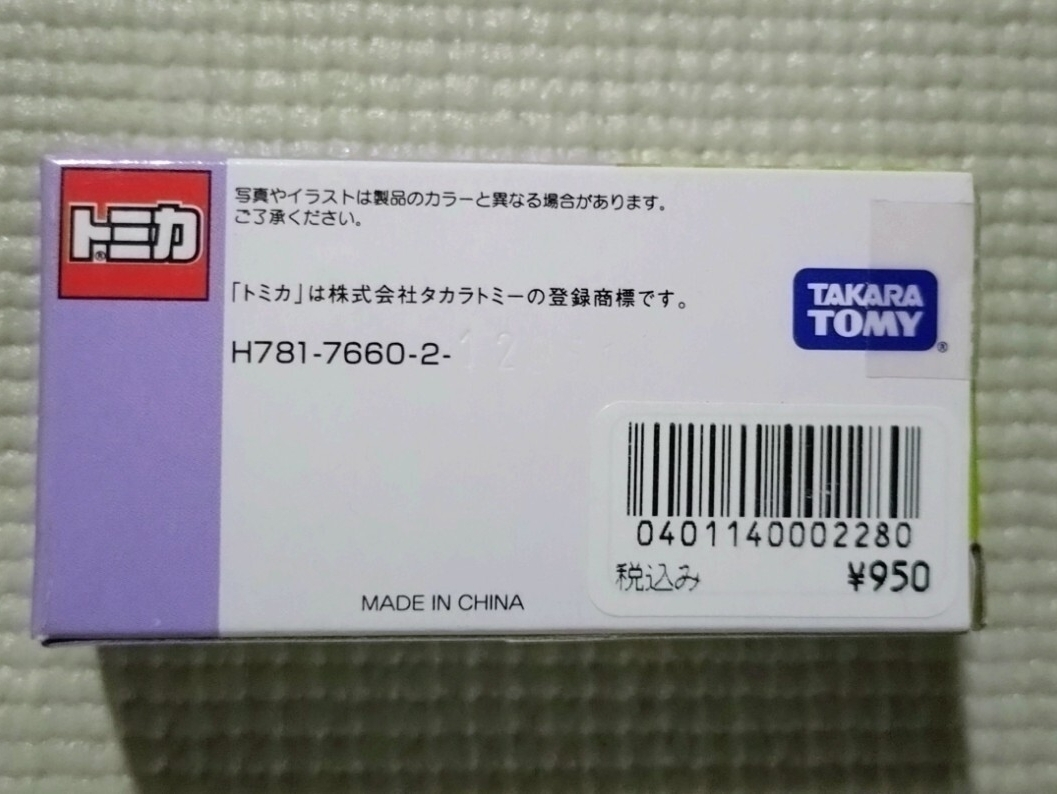 トミカ®
写真やイラストは製品のカラーと異なる場合があります。
ご了承ください。
「トミカ」は株式会社タカラトミーの登録商標です。
TAKARA
TOMY®
H781-7660-2-
0401140002280
税込み ¥950
MADE IN CHINA